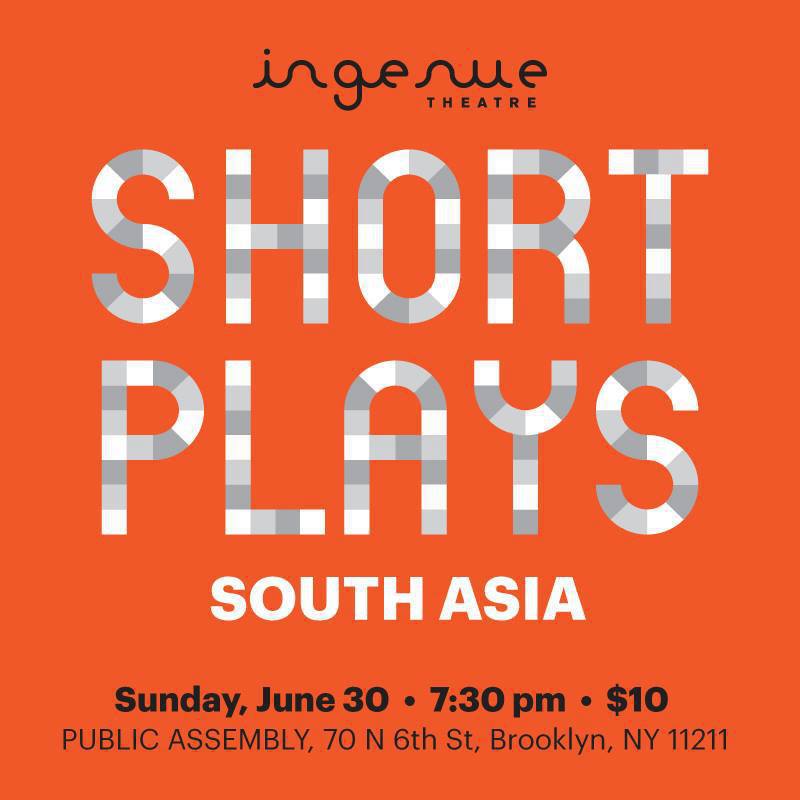 ingenue
THEATRE
SHORT
PLAYS
SOUTH ASIA
Sunday, June 30 • 7:30 pm • $10
PUBLIC ASSEMBLY, 70 N 6th St, Brooklyn, NY 11211